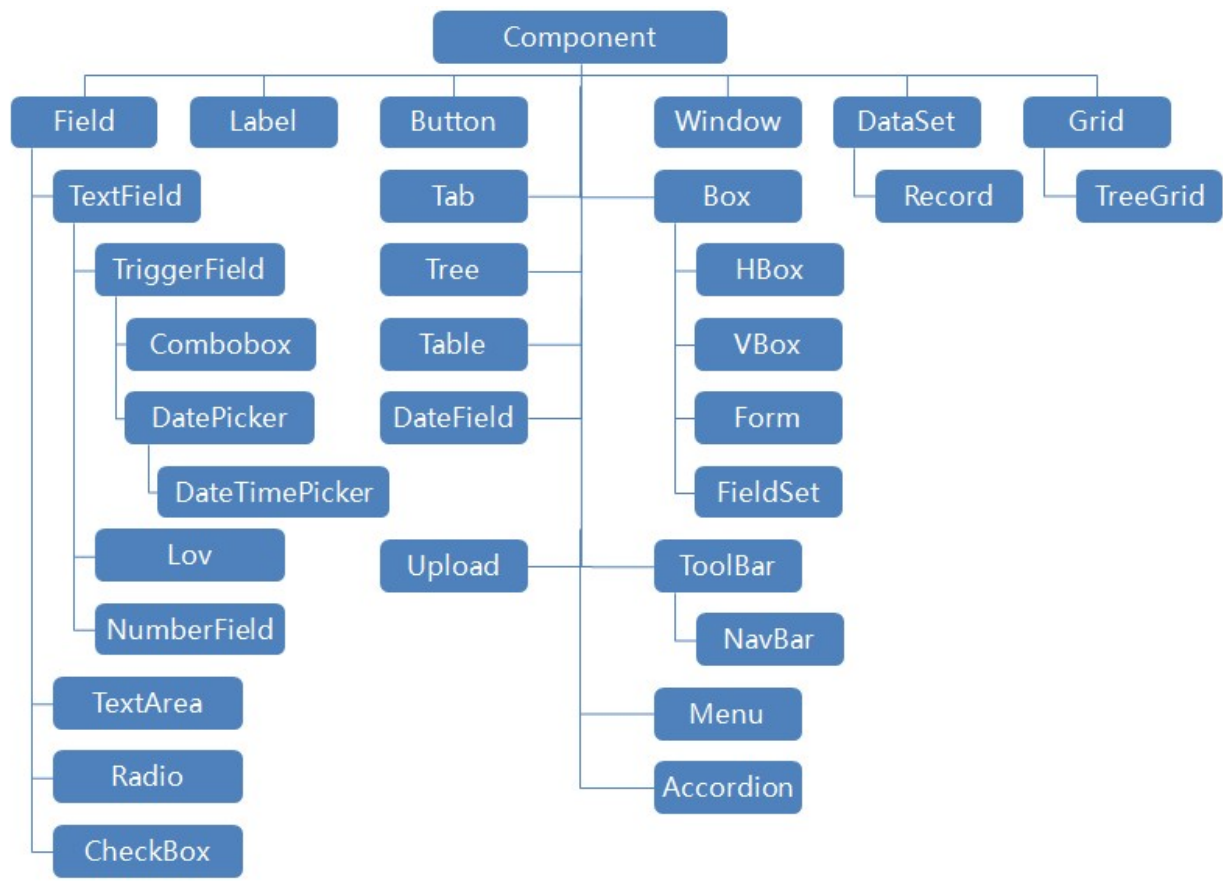 Component
Field
Label
Button
Window
DataSet
Grid
TextField
Tab
Box
Record
TreeGrid
TriggerField
Tree
HBox
Combobox
Table
VBox
DatePicker
DateField
Form
DateTimePicker
FieldSet
Lov
Upload
ToolBar
NumberField
NavBar
TextArea
Menu
Radio
Accordion
CheckBox